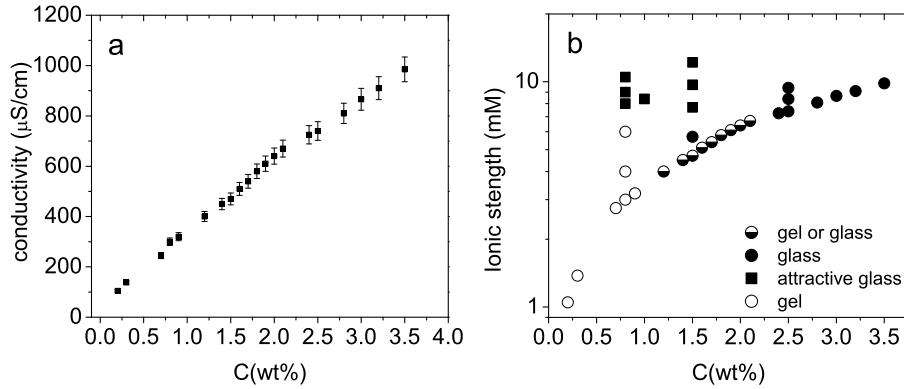 a
1200
1000
800
600
400
200
0
conductivity (µS/cm)
0.0 0.5 1.0 1.5 2.0 2.5 3.0 3.5 4.0
C(wt%)
b
10
1
Ionic stength (mM)
gel or glass
glass
attractive glass
gel
0.0 0.5 1.0 1.5 2.0 2.5 3.0 3.5
C(wt%)